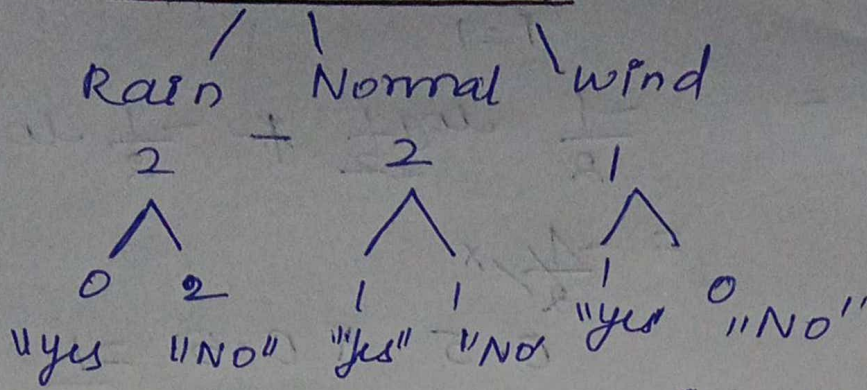 Rain Normal Wind
2 2 1
0 2 1 1 1 0
"yes "NO" "Yes" "NO "yes" "NO"